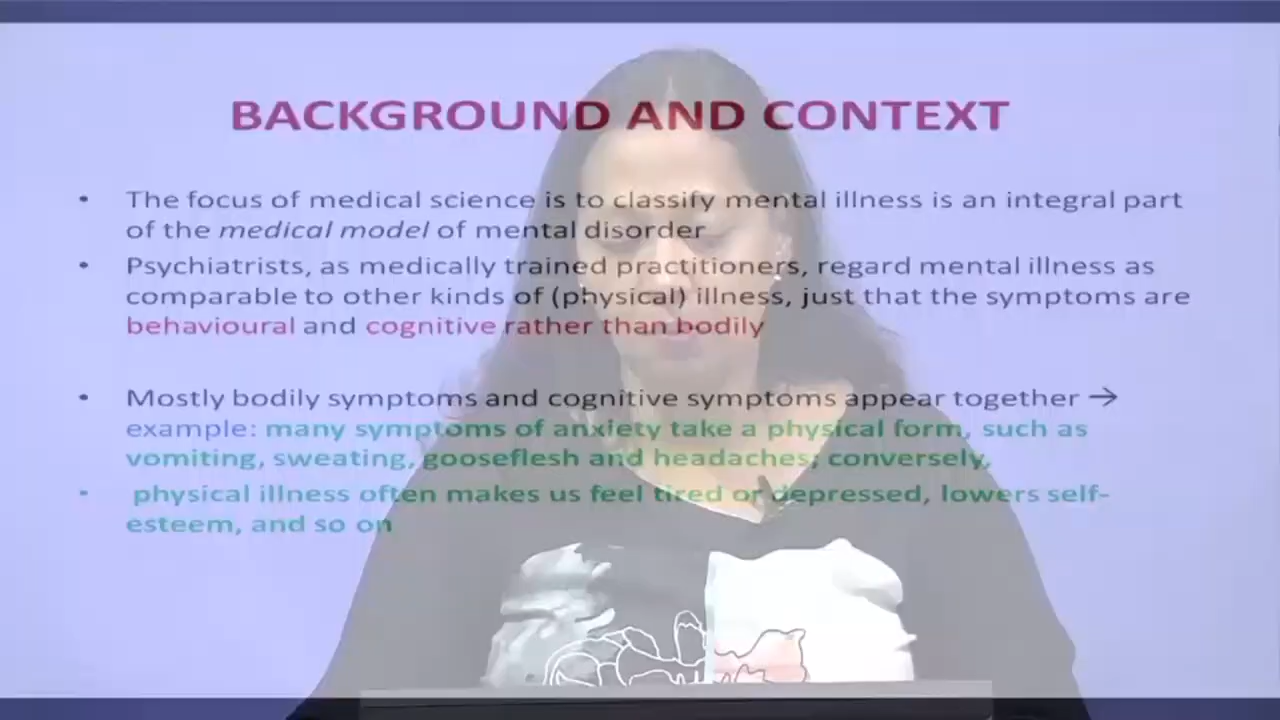 BACKGROUND AND CONTEXT
• The focus of medical science is to classify mental illness is an integral part
of the medical model of mental disorder
• Psychiatrists, as medically trained practitioners, regard mental illness as
comparable to other kinds of (physical) illness, just that the symptoms are
behavioural and cognitive rather than bodily
• Mostly bodily symptoms and cognitive symptoms appear together →
example: many symptoms of anxiety take a physical form, such as
vomiting, sweating, gooseflesh and headaches; conversely,
• physical illness often makes us feel tired or depressed, lowers self-
esteem, and so on